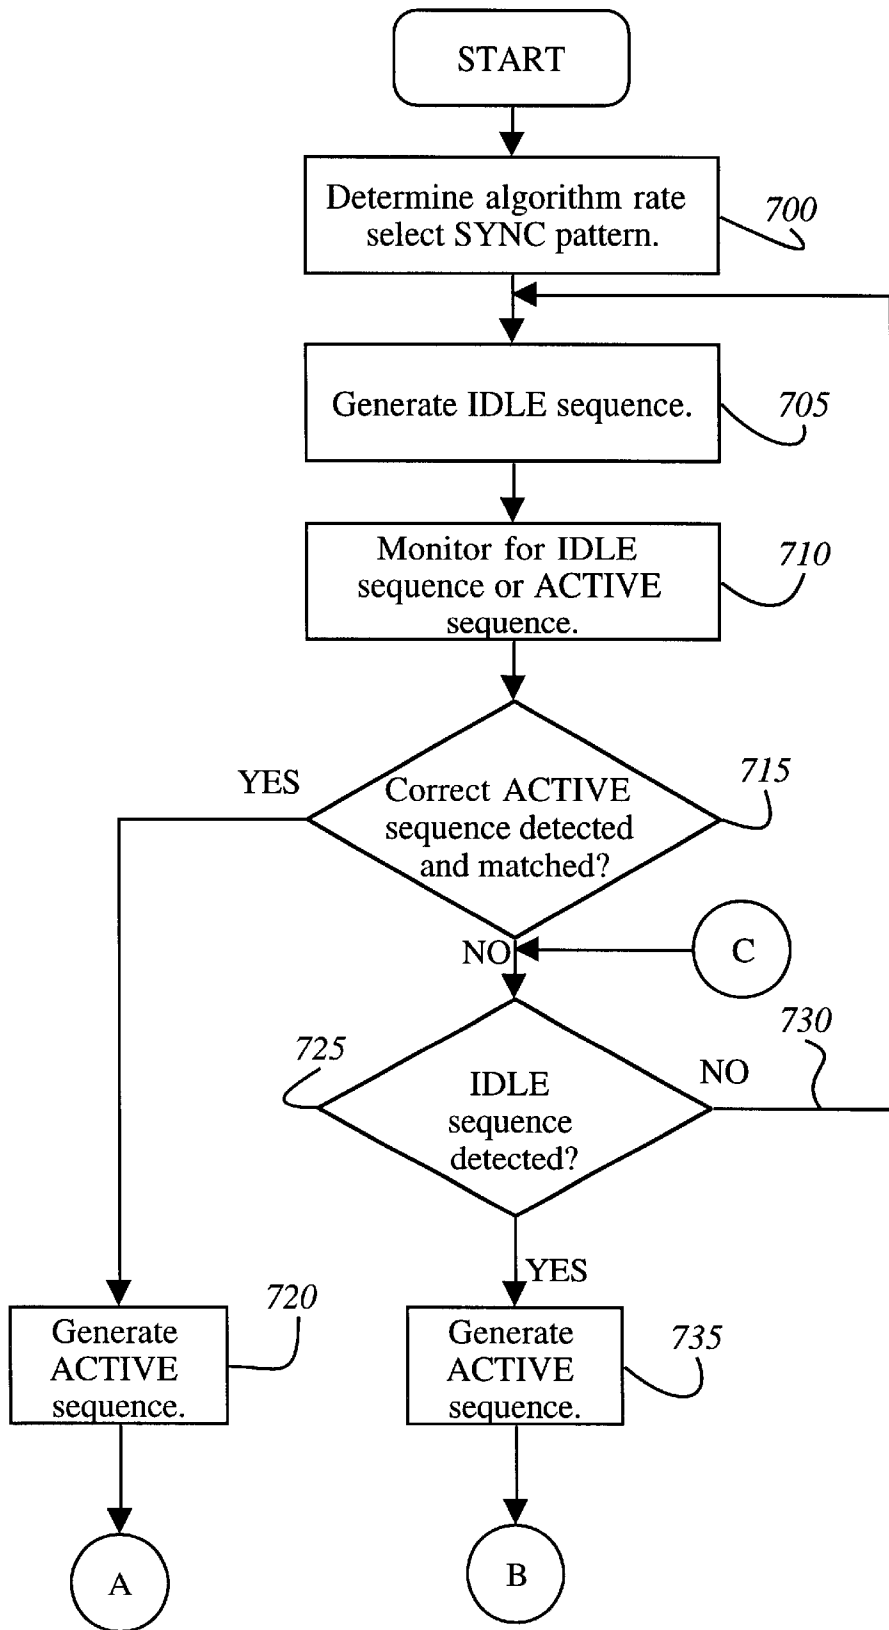 START
Determine algorithm rate
select SYNC pattern.
700
Generate IDLE sequence.
705
Monitor for IDLE
sequence or ACTIVE
sequence.
710
YES
Correct ACTIVE
sequence detected
and matched?
715
NO
C
725
IDLE
sequence
detected?
NO
730
YES
Generate
ACTIVE
sequence.
720
Generate
ACTIVE
sequence.
735
A
B